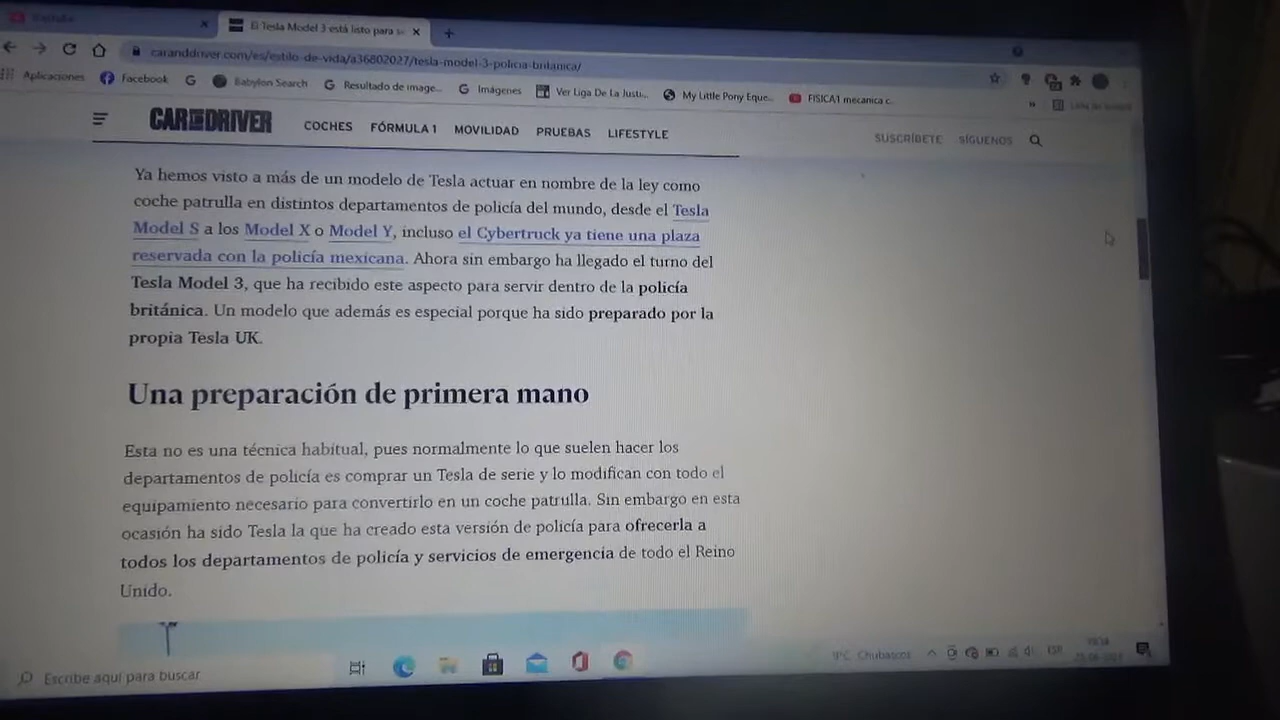 El Tesla Model 3 está listo para s
caranddriver.com/es/estilo-de-vida/a36802027/tesla-model-3-policia-britanica/
Aplicaciones Facebook G Babylon Search G Resultado de image... G Imágenes Ver Liga De La Justi... My Little Pony Eque... FISICA1 mecanica c.
CAR AND DRIVER COCHES FÓRMULA 1 MOVILIDAD PRUEBAS LIFESTYLE SUSCRÍBETE SÍGUENOS
Ya hemos visto a más de un modelo de Tesla actuar en nombre de la ley como
coche patrulla en distintos departamentos de policía del mundo, desde el Tesla
Model S a los Model X o Model Y, incluso el Cybertruck ya tiene una plaza
reservada con la policía mexicana. Ahora sin embargo ha llegado el turno del
Tesla Model 3, que ha recibido este aspecto para servir dentro de la policía
británica. Un modelo que además es especial porque ha sido preparado por la
propia Tesla UK.
Una preparación de primera mano
Esta no es una técnica habitual, pues normalmente lo que suelen hacer los
departamentos de policía es comprar un Tesla de serie y lo modifican con todo el
equipamiento necesario para convertirlo en un coche patrulla. Sin embargo en esta
ocasión ha sido Tesla la que ha creado esta versión de policía para ofrecerla a
todos los departamentos de policía y servicios de emergencia de todo el Reino
Unido.
Escribe aquí para buscar 9°C Chubascos ESP